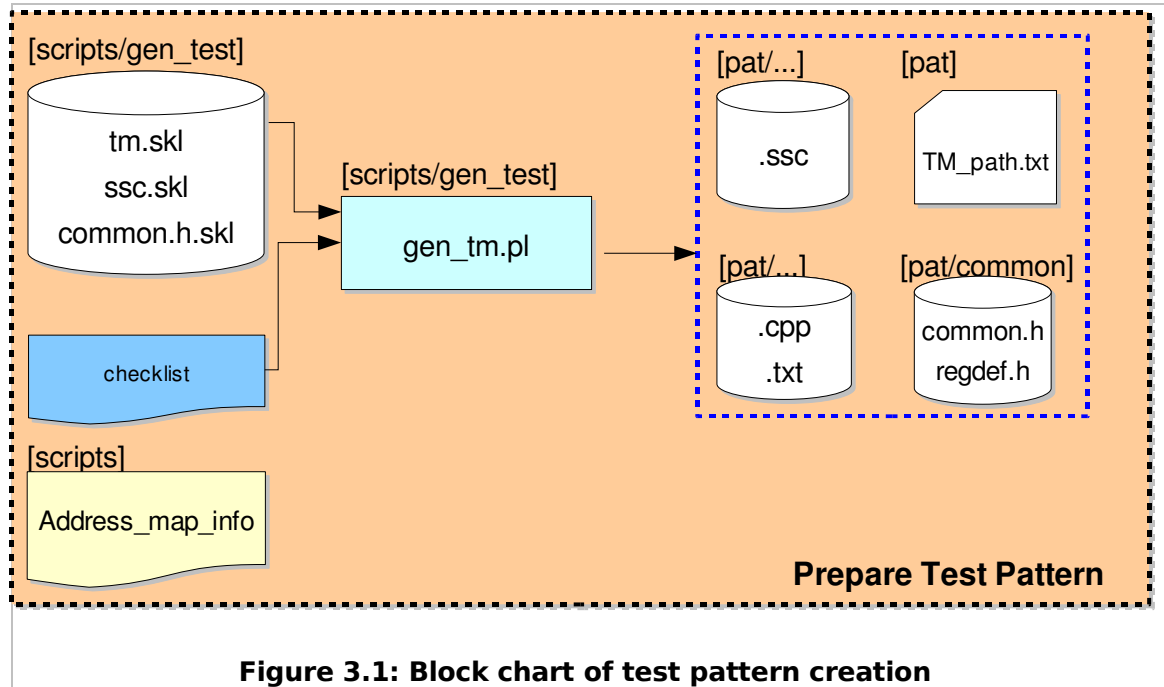 [scripts/gen_test]
tm.skl
ssc.skl
common.h.skl
checklist
[scripts]
Address_map_info
[scripts/gen_test]
gen_tm.pl
[pat/...]
.ssc
[pat]
TM_path.txt
[pat/...]
.cpp
.txt
[pat/common]
common.h
regdef.h
Prepare Test Pattern
Figure 3.1: Block chart of test pattern creation